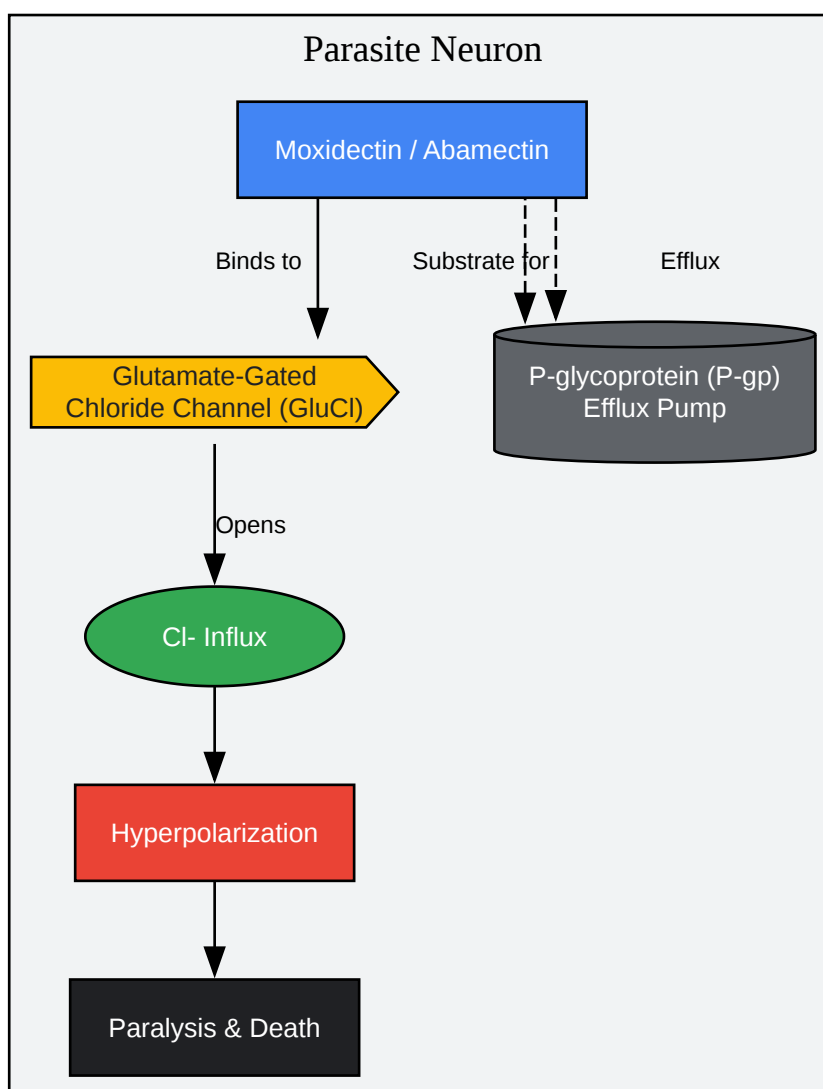 Parasite Neuron
Moxidectin / Abamectin
Binds to
Substrate for
Efflux
Glutamate-Gated
Chloride Channel (GluCl)
P-glycoprotein (P-gp)
Efflux Pump
Opens
Cl- Influx
Hyperpolarization
Paralysis & Death